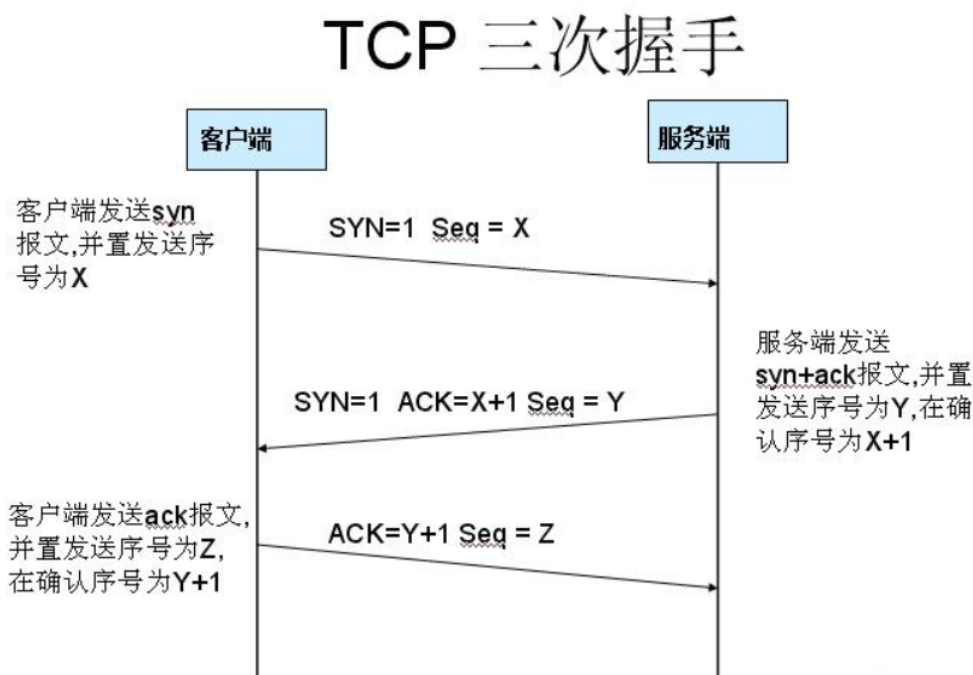 TCP 三次握手
客户端
服务端
客户端发送syn
报文,并置发送序
号为X
SYN=1 Seq = X
服务端发送
syn+ack报文,并置
发送序号为Y,在确
认序号为X+1
SYN=1 ACK=X+1 Seq = Y
客户端发送ack报文,
并置发送序号为Z,
在确认序号为Y+1
ACK=Y+1 Seq = Z